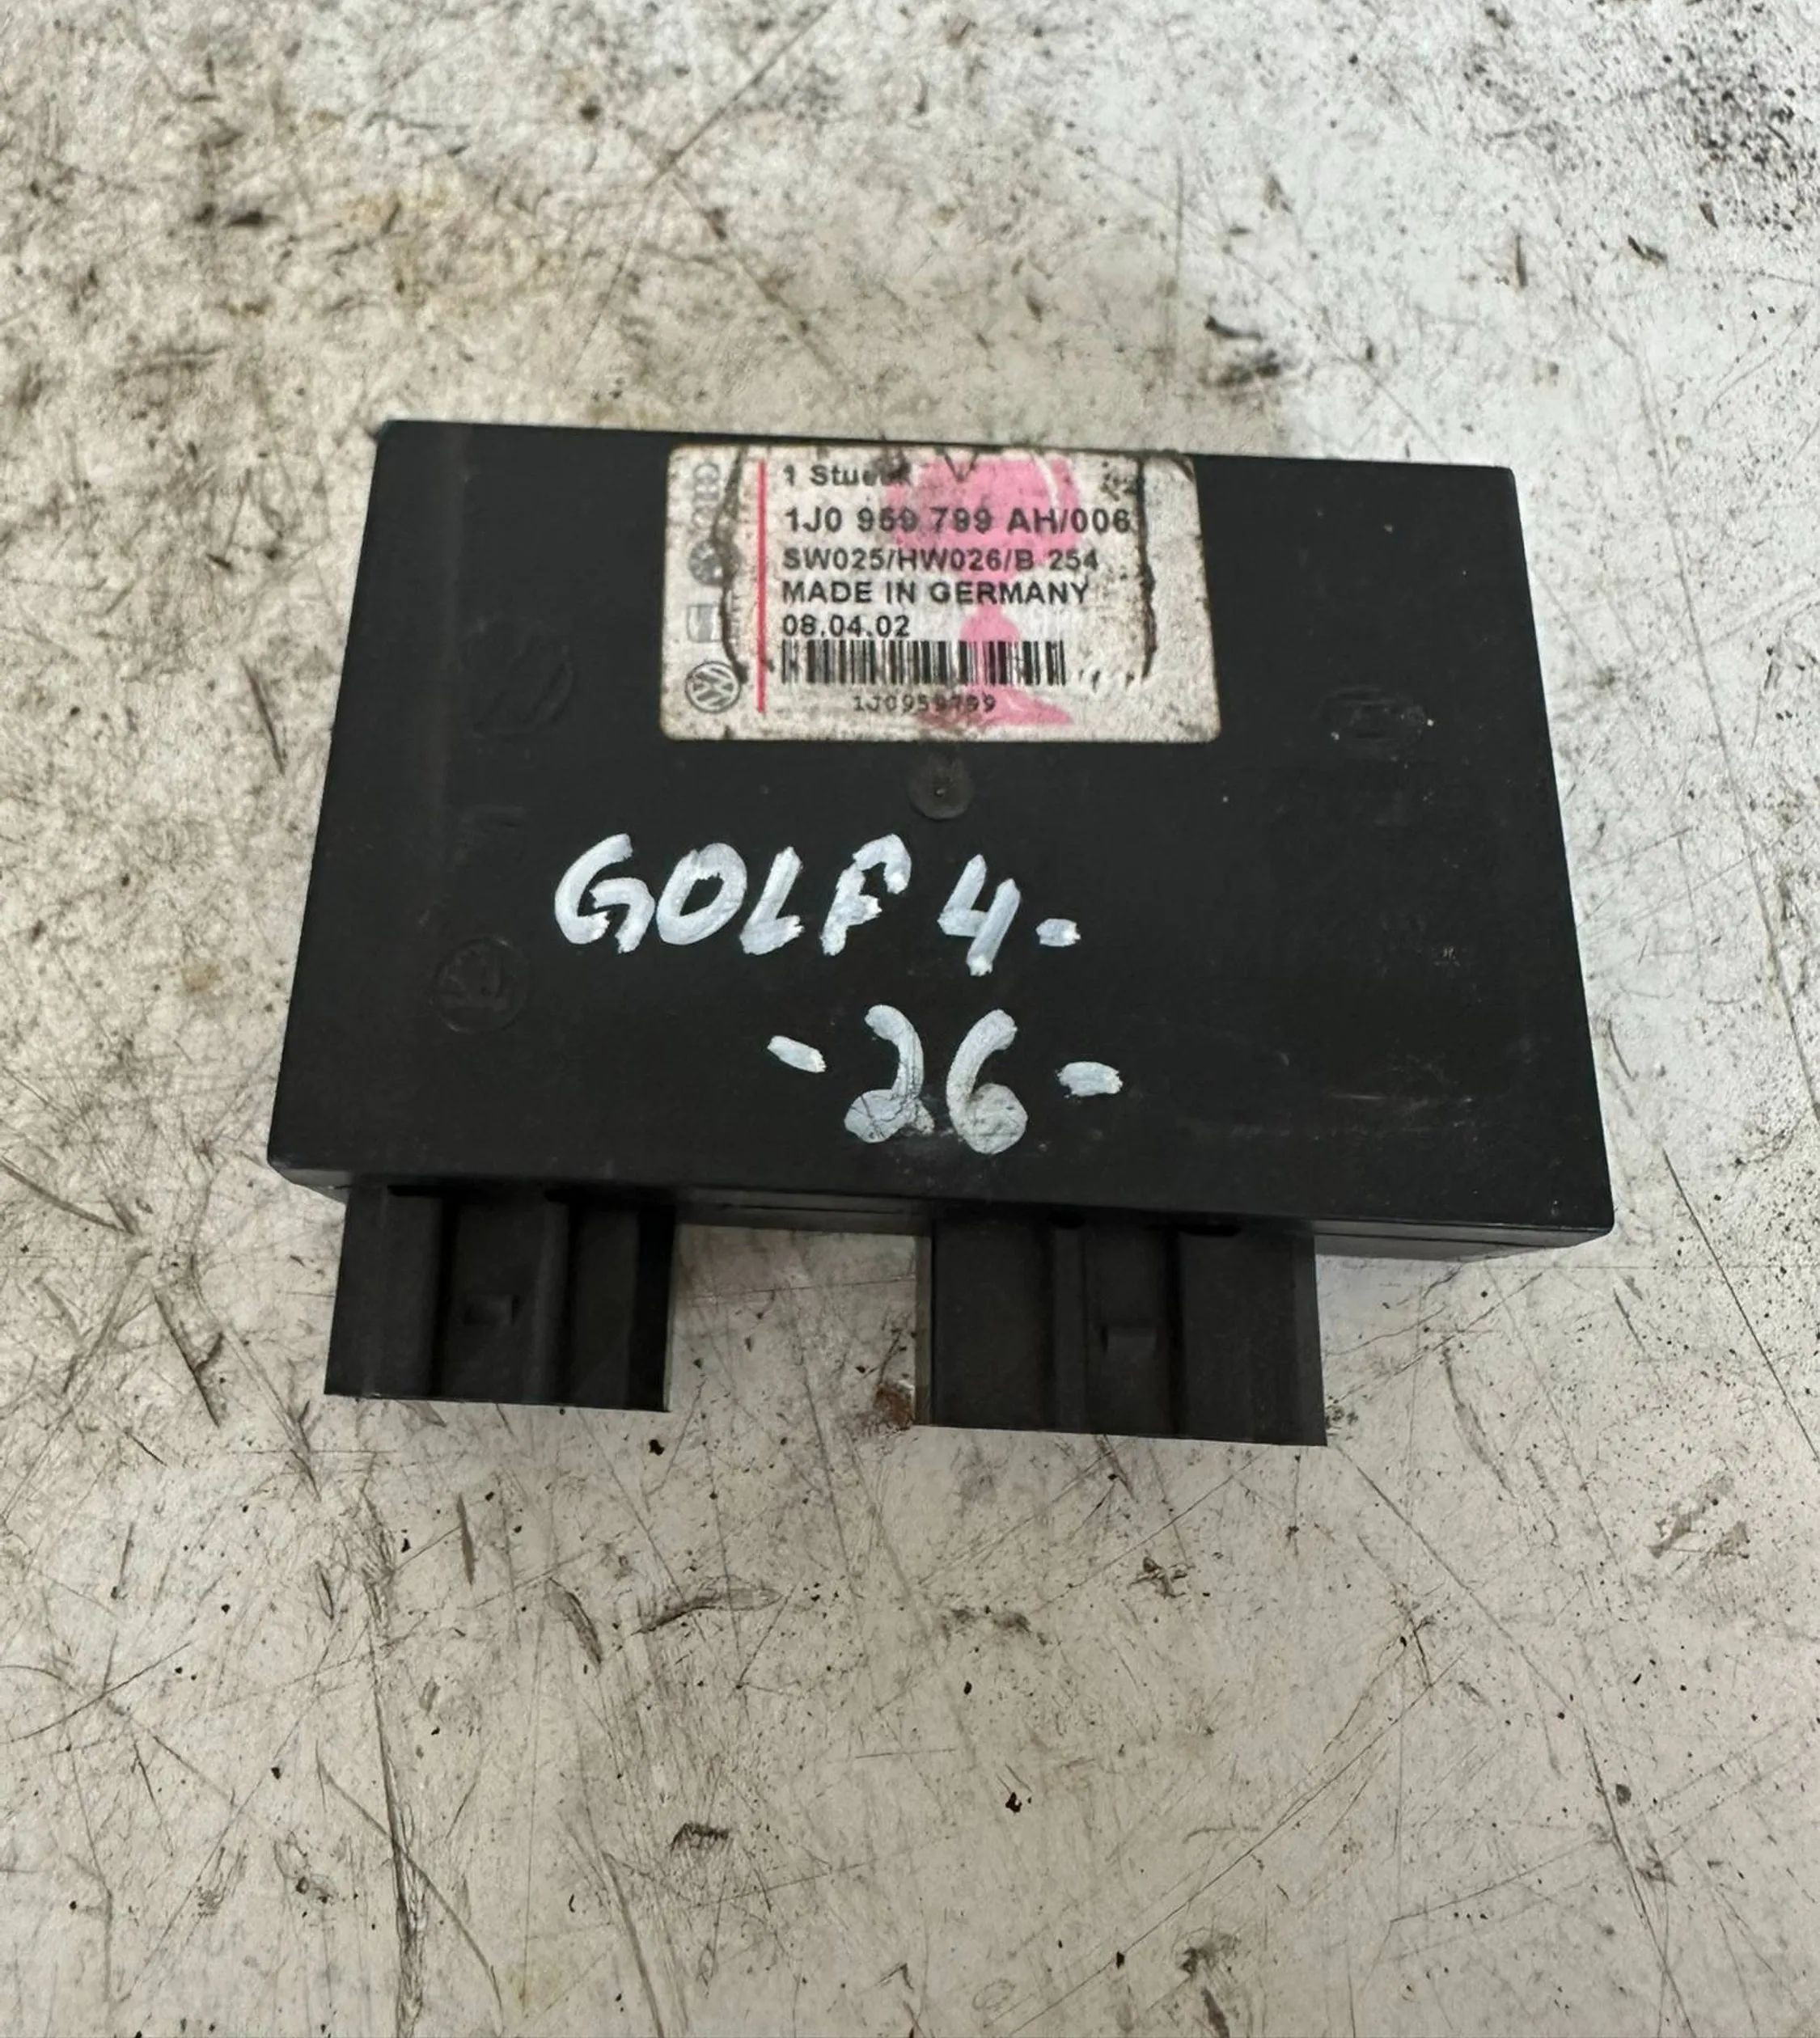 1 Stueck
1J0 959 799 AH/006
SW025/HW026/B 254
MADE IN GERMANY
08.04.02
1J0959799
GOLF 4-
-26-